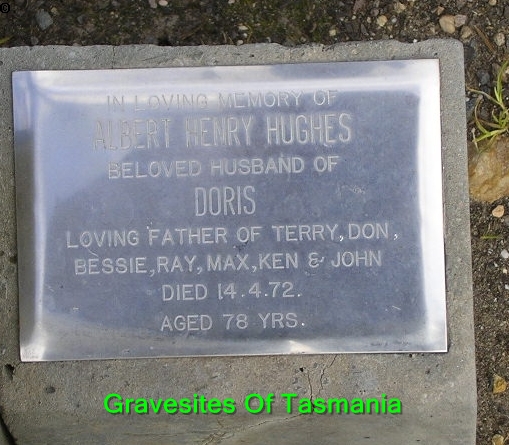 IN LOVING MEMORY OF
ALBERT HENRY HUGHES
BELOVED HUSBAND OF
DORIS
LOVING FATHER OF TERRY, DON,
BESSIE, RAY, MAX, KEN & JOHN
DIED 14.4.72.
AGED 78 YRS.
Gravesites Of Tasmania